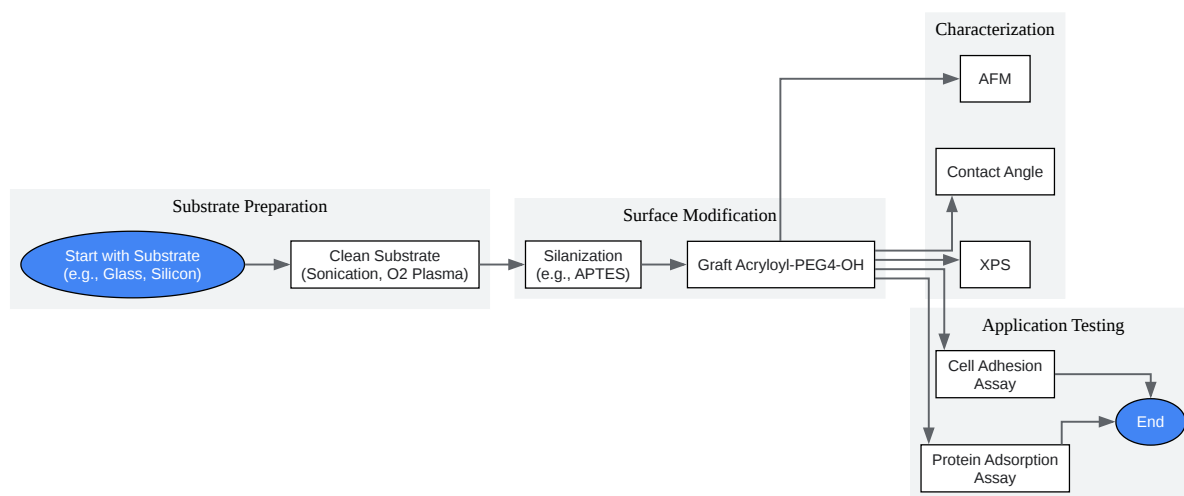 Substrate Preparation
Start with Substrate
(e.g., Glass, Silicon)
Clean Substrate
(Sonication, O2 Plasma)
Surface Modification
Silanization
(e.g., APTES)
Graft Acryloyl-PEG4-OH
Characterization
AFM
Contact Angle
XPS
Application Testing
Cell Adhesion
Assay
Protein Adsorption
Assay
End